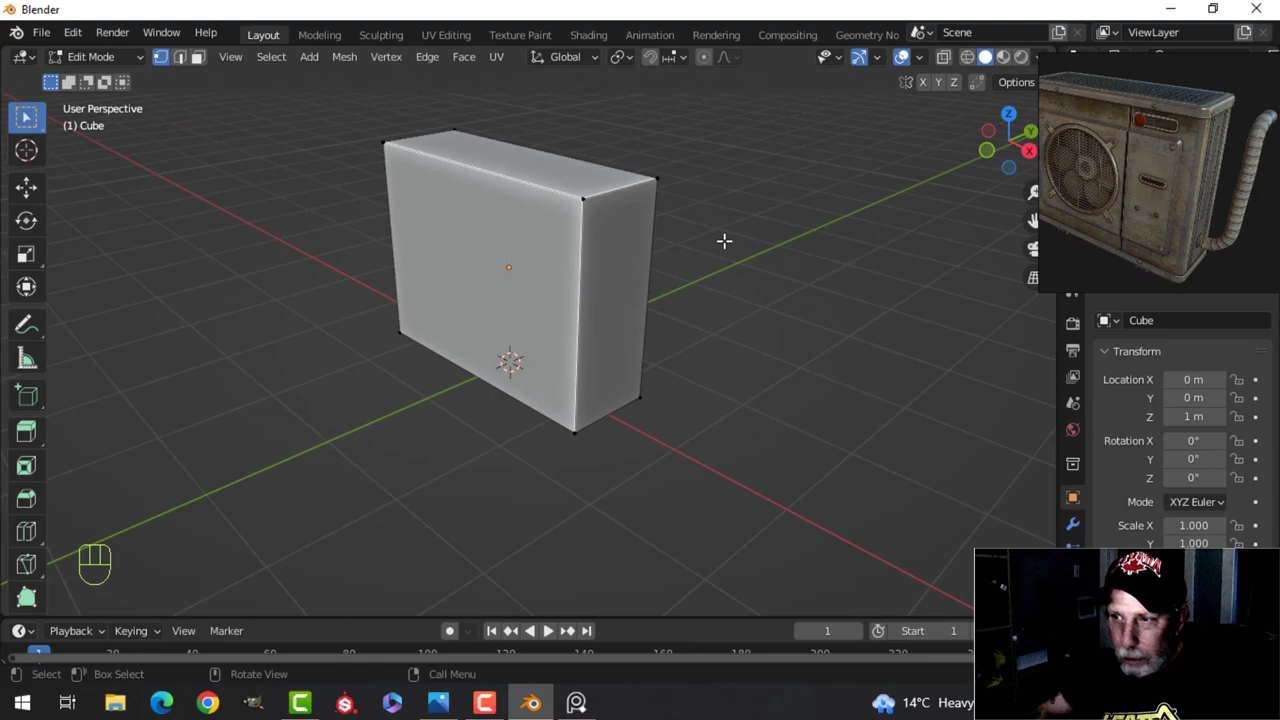 Blender
File Edit Render Window Help Layout Modeling Sculpting UV Editing Texture Paint Shading Animation Rendering Compositing Geometry No Scene ViewLayer
Edit Mode View Select Add Mesh Vertex Edge Face UV Global
X Y Z Options
User Perspective
(1) Cube
Z
Y
X
Cube
Transform
Location X 0 m
Y 0 m
Z 1 m
Rotation X 0°
Y 0°
Z 0°
Mode XYZ Euler
Scale X 1.000
Y 1.000
Playback Keying View Marker 1 Start 1
1 20 40 60 80 100 120 140 160 180 200 220
Select Box Select Rotate View Call Menu
14°C Heavy